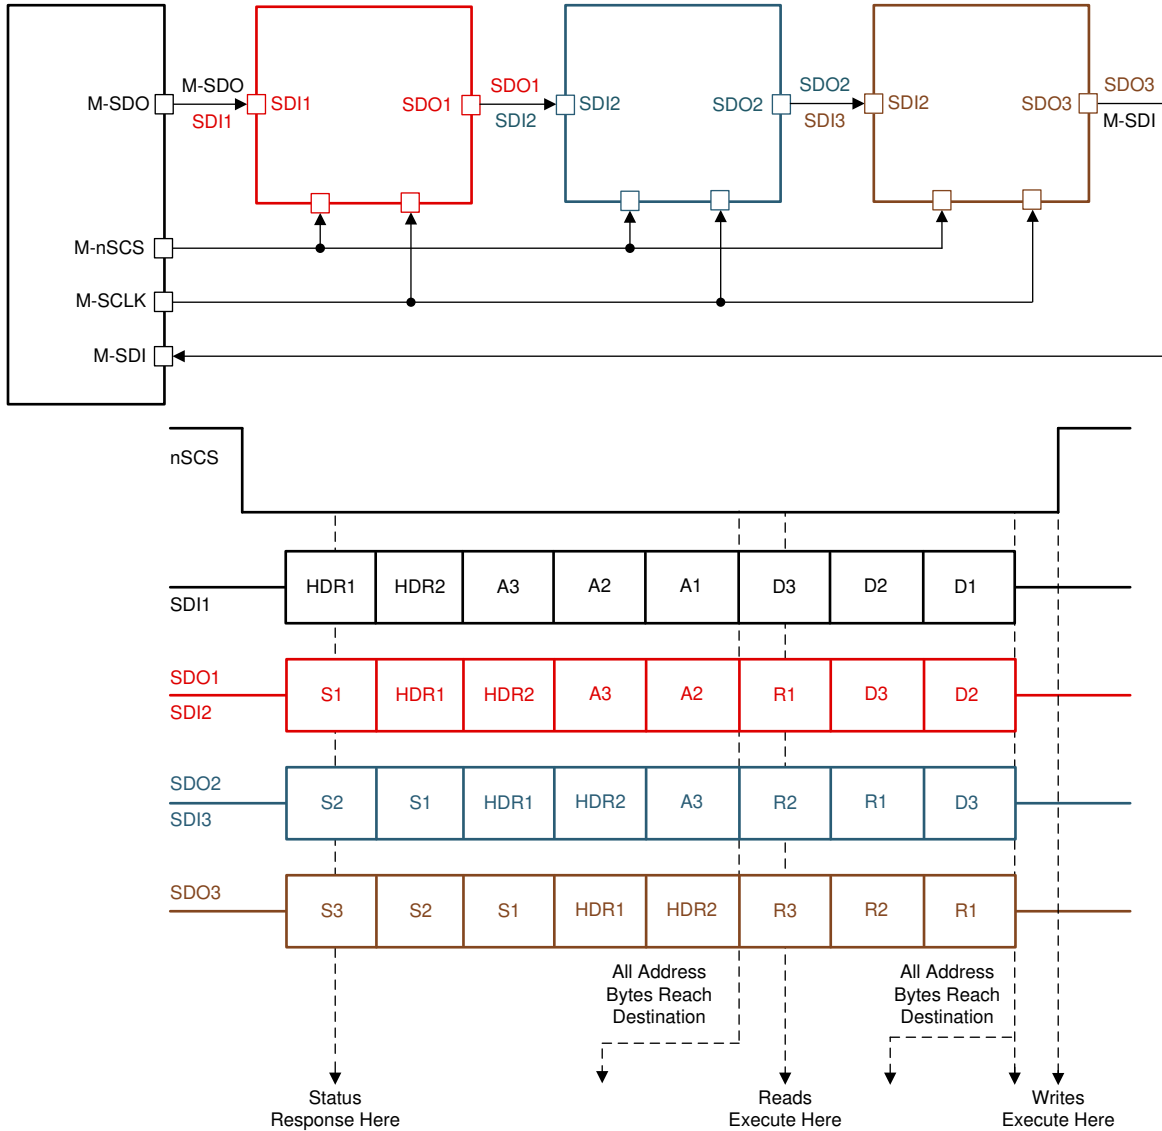 M-SDO
M-SDO
SDI1
SDI1
SDO1
SDO1
SDI2
SDI2
SDO2
SDO2
SDI3
SDI2
SDO3
SDO3
M-SDI
M-nSCS
M-SCLK
M-SDI
nSCS
SDI1
HDR1 HDR2 A3 A2 A1 D3 D2 D1
SDO1
SDI2
S1 HDR1 HDR2 A3 A2 R1 D3 D2
SDO2
SDI3
S2 S1 HDR1 HDR2 A3 R2 R1 D3
SDO3
S3 S2 S1 HDR1 HDR2 R3 R2 R1
All Address
Bytes Reach
Destination
All Address
Bytes Reach
Destination
Status
Response Here
Reads
Execute Here
Writes
Execute Here